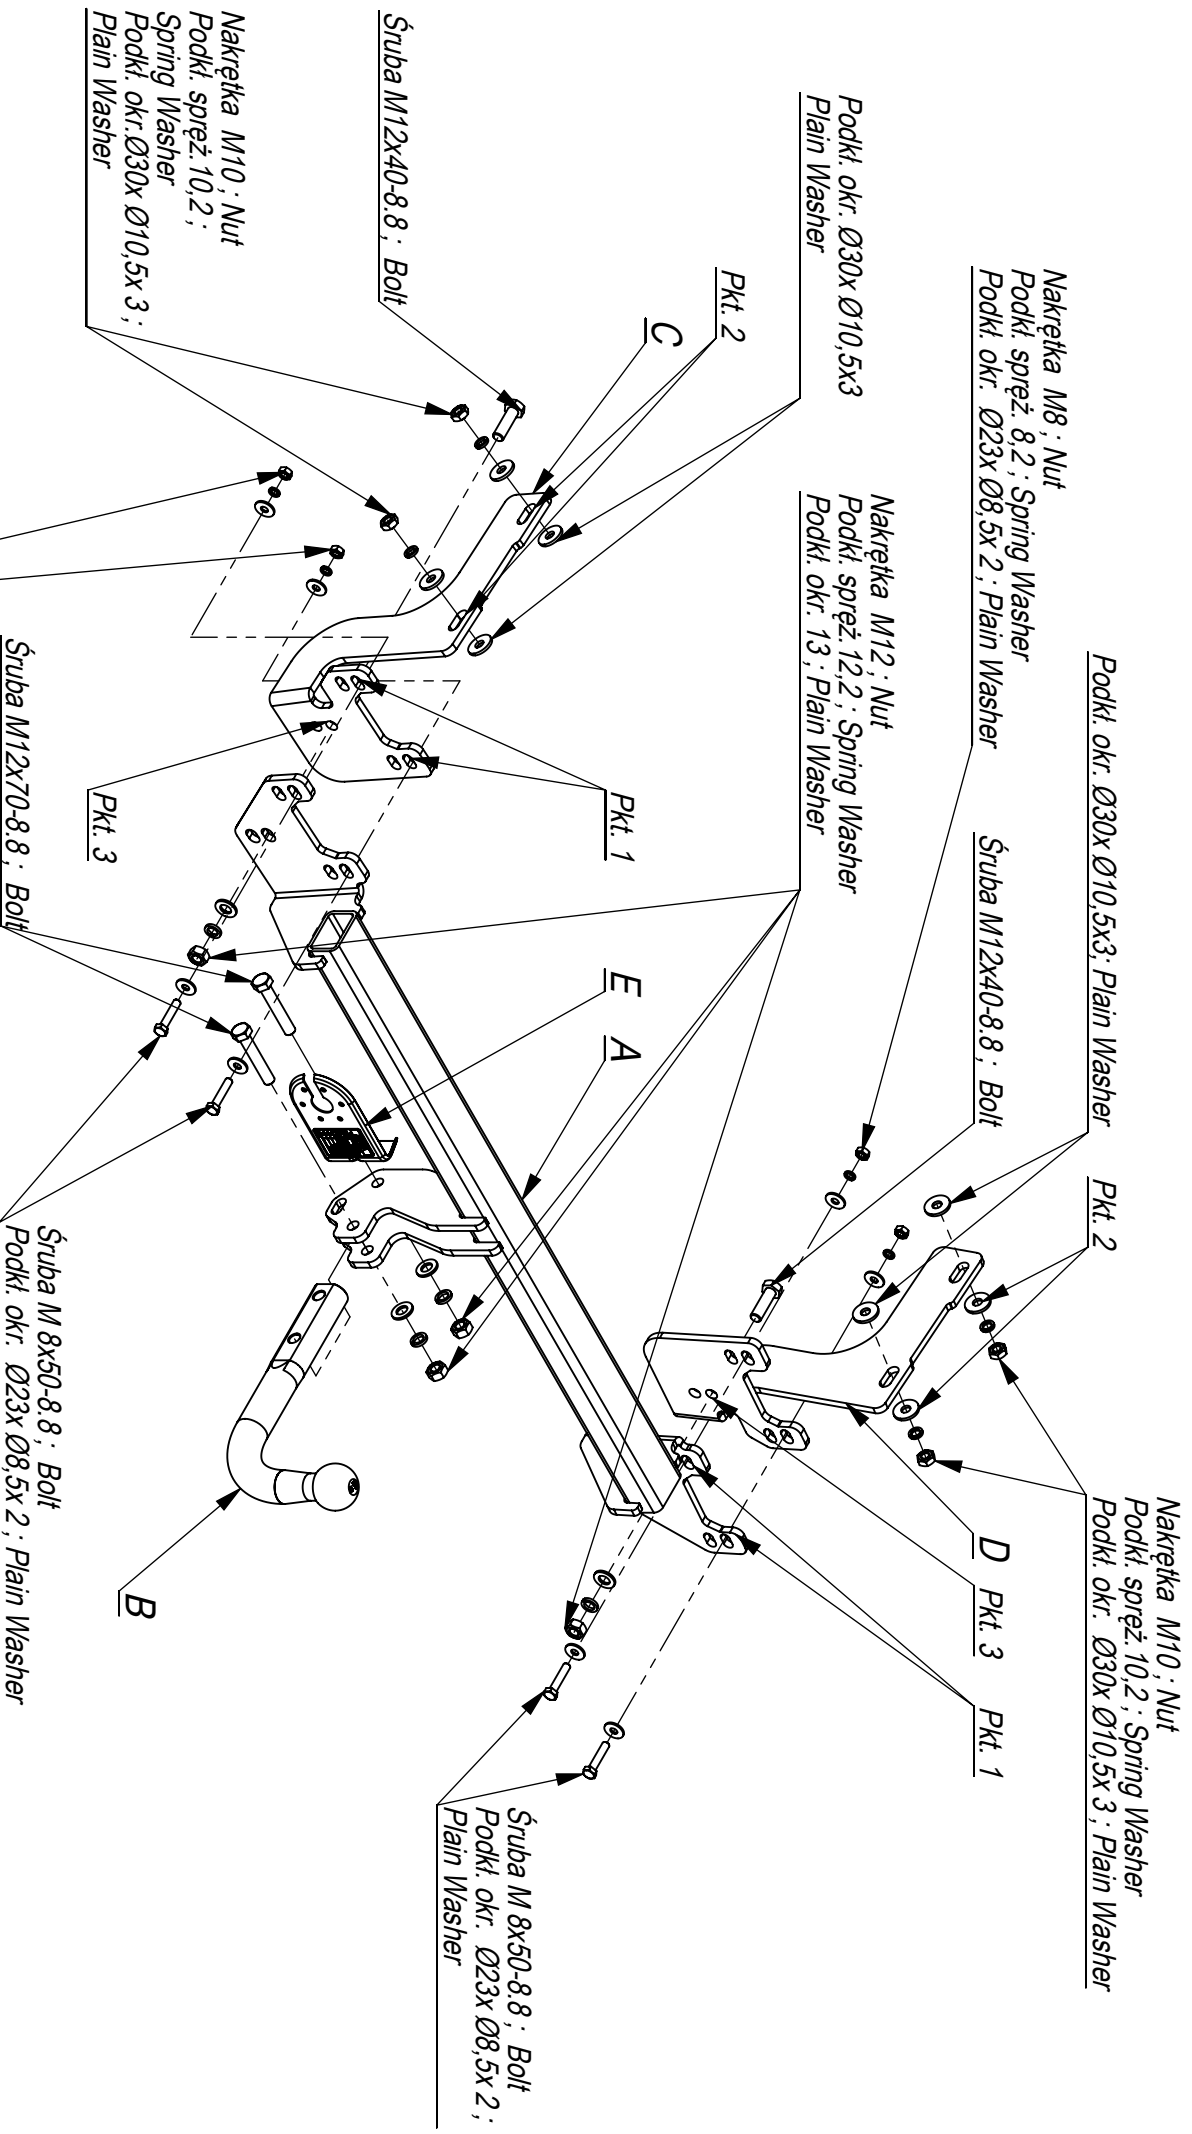 Nakrętka M10 ; Nut
Podkł. spręż. 10,2 ; Spring Washer
Podkł. okr. Ø30x Ø10,5x 3 ; Plain Washer
Podkł. okr. Ø30x Ø10,5x3; Plain Washer
Pkt. 2
Nakrętka M8 ; Nut
Podkł. spręż. 8,2 ; Spring Washer
Podkł. okr. Ø23x Ø8,5x 2 ; Plain Washer
Śruba M12x40-8.8 ; Bolt
D
Pkt. 3
Pkt. 1
Nakrętka M12 ; Nut
Podkł. spręż. 12,2 ; Spring Washer
Podkł. okr. 13 ; Plain Washer
Podkł. okr. Ø30x Ø10,5x3
Plain Washer
Pkt. 2
C
Pkt. 1
E
A
Śruba M 8x50-8.8 ; Bolt
Podkł. okr. Ø23x Ø8,5x 2 ;
Plain Washer
Śruba M12x40-8.8 ; Bolt
Nakrętka M10 ; Nut
Podkł. spręż. 10,2 ;
Spring Washer
Podkł. okr.Ø30x Ø10,5x 3 ;
Plain Washer
Pkt. 3
B
Śruba M12x70-8.8 ; Bolt
Śruba M 8x50-8.8 ; Bolt
Podkł. okr. Ø23x Ø8,5x 2 ; Plain Washer